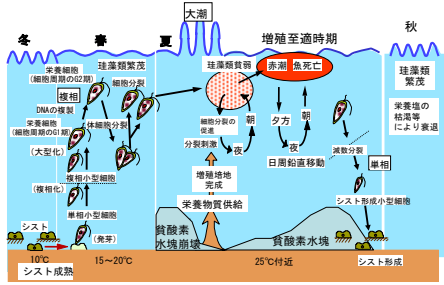 大潮
冬
春
夏
秋
増殖至適時期
珪藻類繁茂
栄養細胞
(細胞周期のG2期)
複相
DNAの複製
栄養細胞
(細胞周期のG1期)
(大型化)
体細胞分裂
細胞分裂
複相小型細胞
(複相化)
単相小型細胞
(発芽)
シスト
10℃
シスト成熟
15～20℃
珪藻類貧弱
赤潮
魚死亡
細胞分裂の
促進
分裂刺激
朝
夜
夕方
朝
夜
日周鉛直移動
増殖培地
完成
栄養物質供給
貧酸素
水塊崩壊
貧酸素水塊
25℃付近
減数分裂
単相
シスト形成小型細胞
シスト形成
珪藻類
繁茂
栄養塩の
枯渇等
により衰退